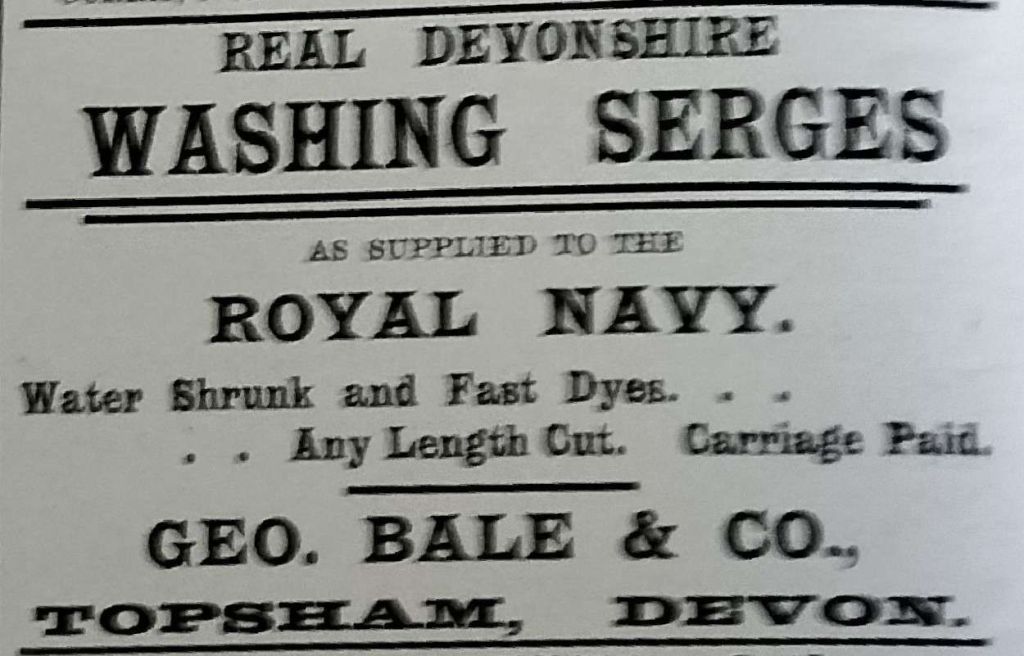 REAL DEVONSHIRE
WASHING SERGES
AS SUPPLIED TO THE
ROYAL NAVY.
Water Shrunk and Fast Dyes. . .
. . Any Length Cut. Carriage Paid.
GEO. BALE & CO.,
TOPSHAM, DEVON.